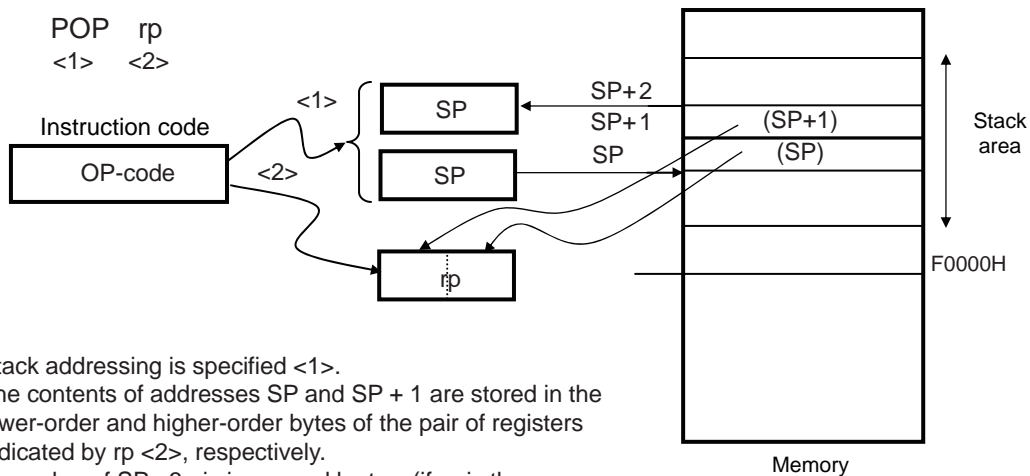 POP rp
<1> <2>
Instruction code
OP-code
<1>
<2>
SP
SP
rp
SP+2
SP+1
SP
(SP+1)
(SP)
Stack
area
F0000H
Memory
tack addressing is specified <1>.
he contents of addresses SP and SP + 1 are stored in the
wer-order and higher-order bytes of the pair of registers
dicated by rp <2>, respectively.